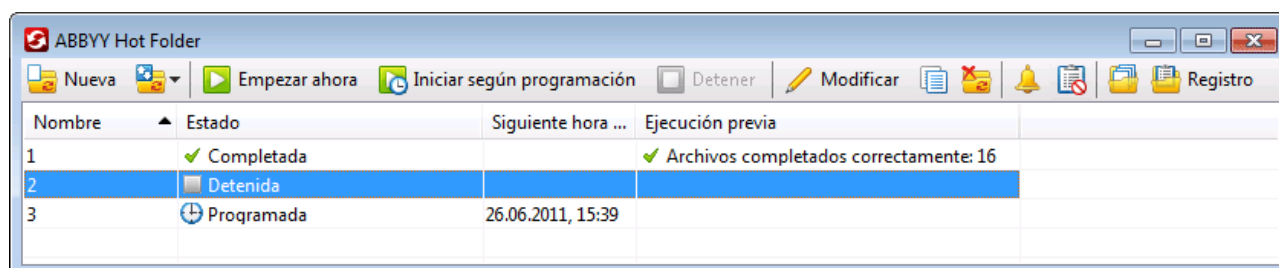 ABBYY Hot Folder
Nueva Empezar ahora Iniciar según programación Detener Modificar Registro
Nombre Estado Siguiente hora ... Ejecución previa
1 Completada Archivos completados correctamente: 16
2 Detenida
3 Programada 26.06.2011, 15:39